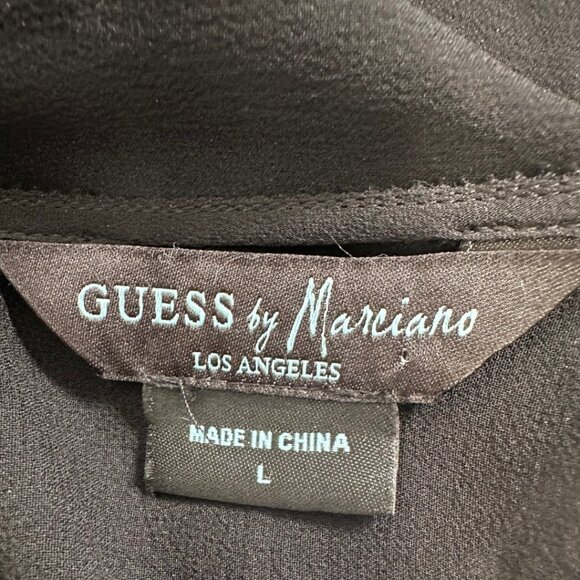 GUESS by Marciano
LOS ANGELES
MADE IN CHINA
L